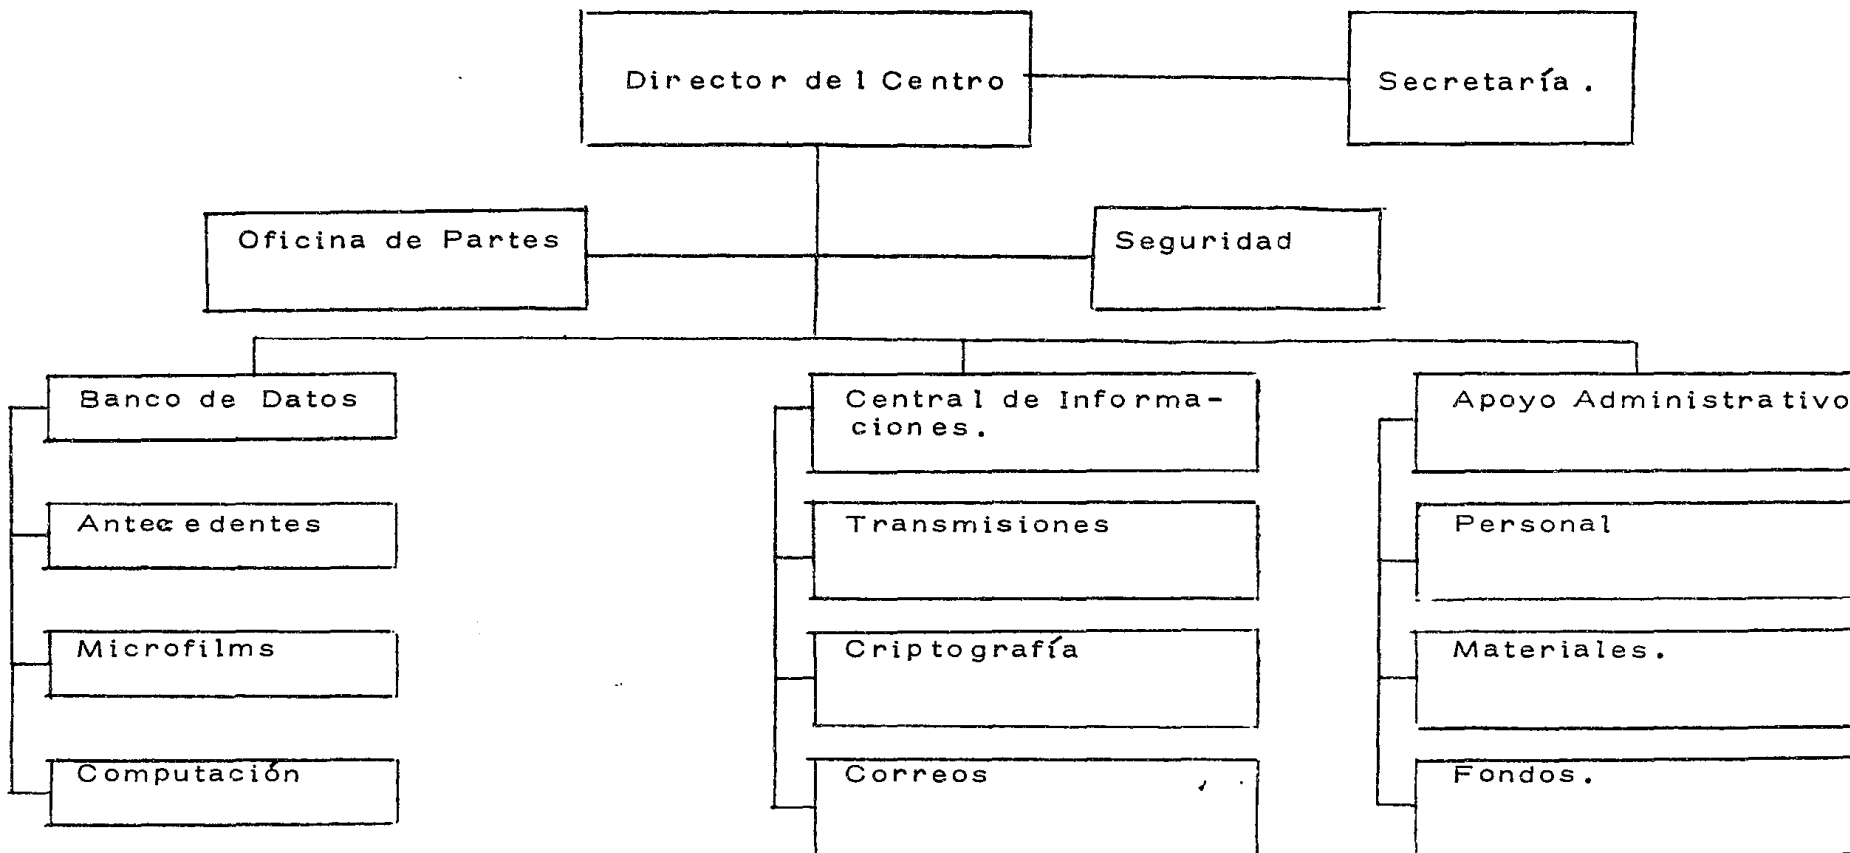 Director del Centro
Secretaría.
Oficina de Partes
Seguridad
Banco de Datos
Antecedentes
Microfilms
Computación
Central de Informa-
ciones.
Transmisiones
Criptografía
Correos
Apoyo Administrativo
Personal
Materiales.
Fondos.